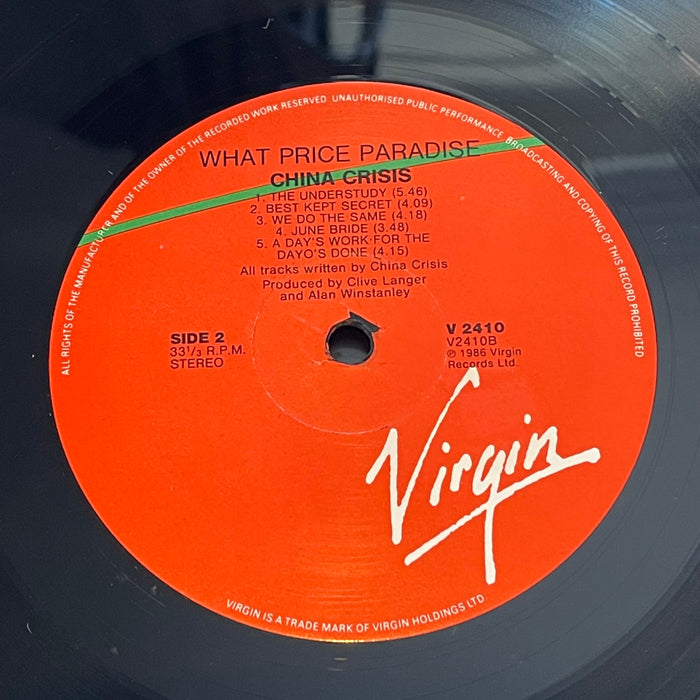 ALL RIGHTS OF THE MANUFACTURER AND OF THE OWNER OF THE RECORDED WORK RESERVED. UNAUTHORISED PUBLIC PERFORMANCE, BROADCASTING AND COPYING OF THIS RECORD PROHIBITED
WHAT PRICE PARADISE
CHINA CRISIS
1. THE UNDERSTUDY (5.46)
2. BEST KEPT SECRET (4.09)
3. WE DO THE SAME (4.18)
4. JUNE BRIDE (3.48)
5. A DAY'S WORK FOR THE
DAYO'S DONE (4.15)
All tracks written by China Crisis
Produced by Clive Langer
and Alan Winstanley
SIDE 2
33⅓ R.P.M.
STEREO
V 2410
V2410B
℗ 1986 Virgin
Records Ltd.
Virgin
VIRGIN IS A TRADE MARK OF VIRGIN HOLDINGS LTD